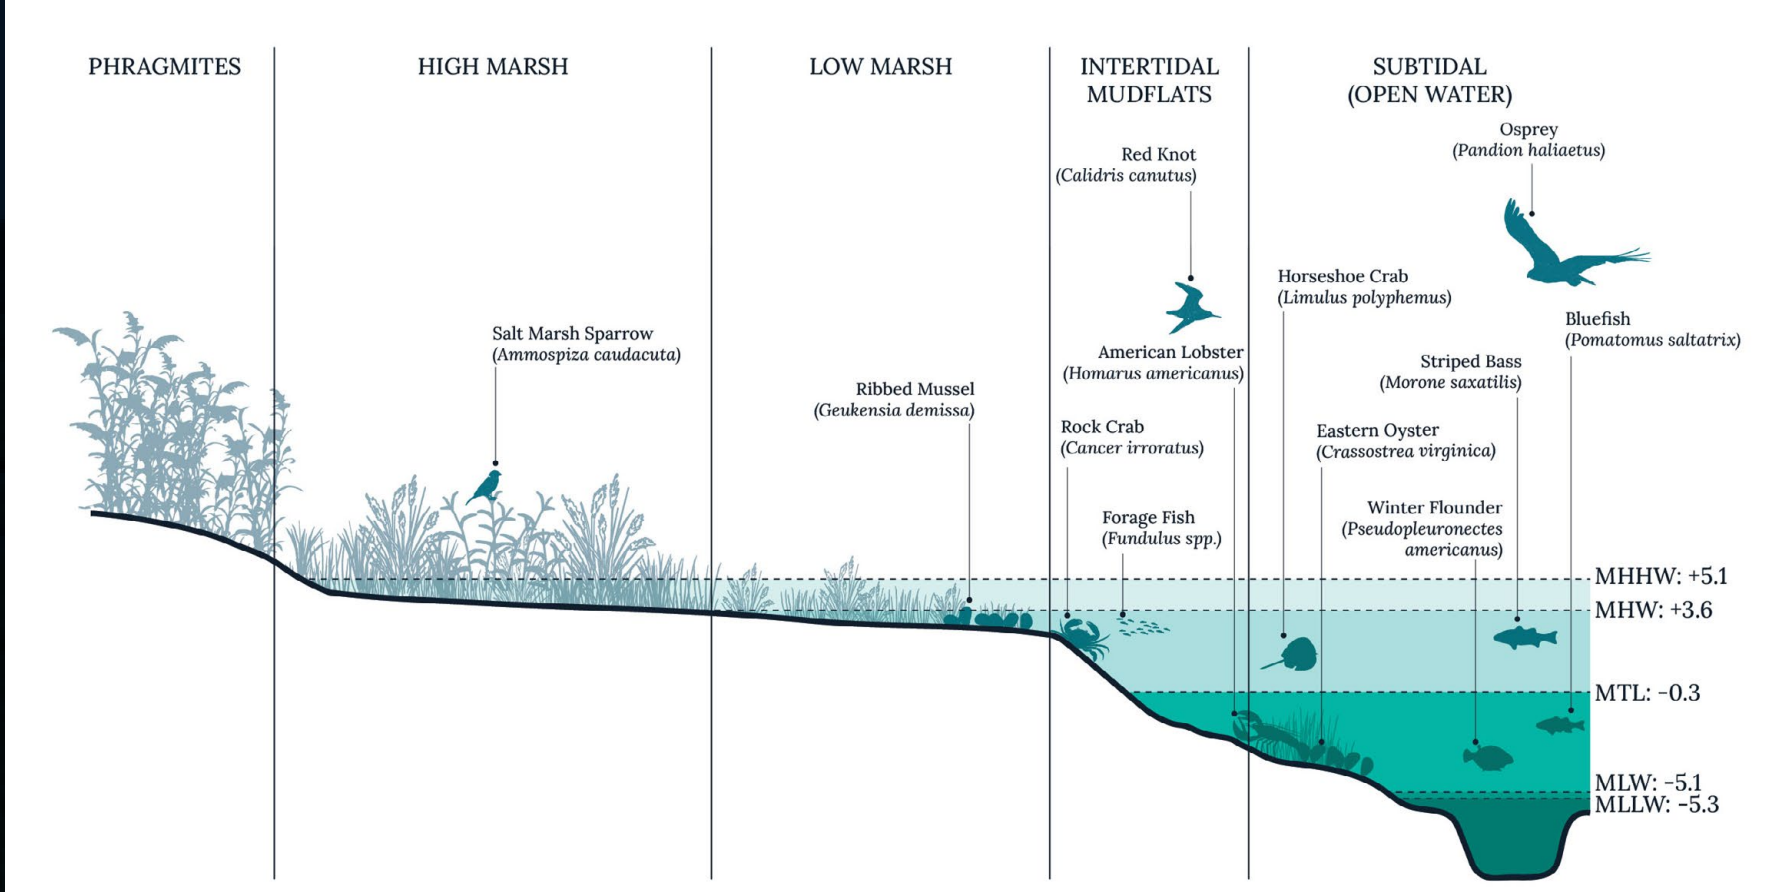 PHRAGMITES
HIGH MARSH
LOW MARSH
INTERTIDAL
MUDFLATS
SUBTIDAL
(OPEN WATER)
Osprey
(Pandion haliaetus)
Red Knot
(Calidris canutus)
Horseshoe Crab
(Limulus polyphemus)
Bluefish
(Pomatomus saltatrix)
Salt Marsh Sparrow
(Ammospiza caudacuta)
American Lobster
(Homarus americanus)
Striped Bass
(Morone saxatilis)
Ribbed Mussel
(Geukensia demissa)
Rock Crab
(Cancer irroratus)
Eastern Oyster
(Crassostrea virginica)
Forage Fish
(Fundulus spp.)
Winter Flounder
(Pseudopleuronectes
americanus)
MHHW: +5.1
MHW: +3.6
MTL: -0.3
MLW: -5.1
MLLW: -5.3